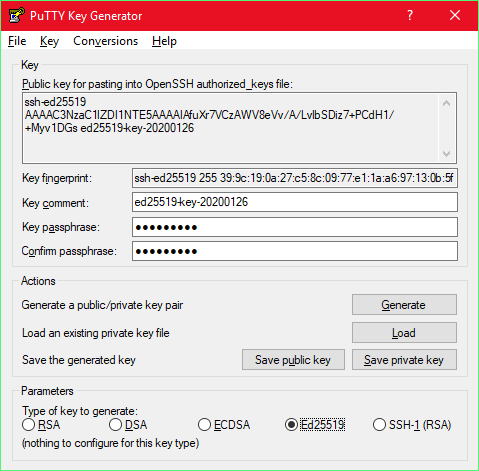 PuTTY Key Generator
?
File Key Conversions Help
Key
Public key for pasting into OpenSSH authorized_keys file:
ssh-ed25519
AAAAC3NzaC1lZDI1NTE5AAAAIAfuXr7VCzAWV8eVv/A/LvlbSDiz7+PCdH1/
+Myv1DGs ed25519-key-20200126
Key fingerprint: ssh-ed25519 255 39:9c:19:0a:27:c5:8c:09:77:e1:1a:a6:97:13:0b:5f
Key comment: ed25519-key-20200126
Key passphrase: ●●●●●●●●●
Confirm passphrase: ●●●●●●●●●
Actions
Generate a public/private key pair Generate
Load an existing private key file Load
Save the generated key Save public key Save private key
Parameters
Type of key to generate:
RSA DSA ECDSA Ed25519 SSH-1 (RSA)
(nothing to configure for this key type)